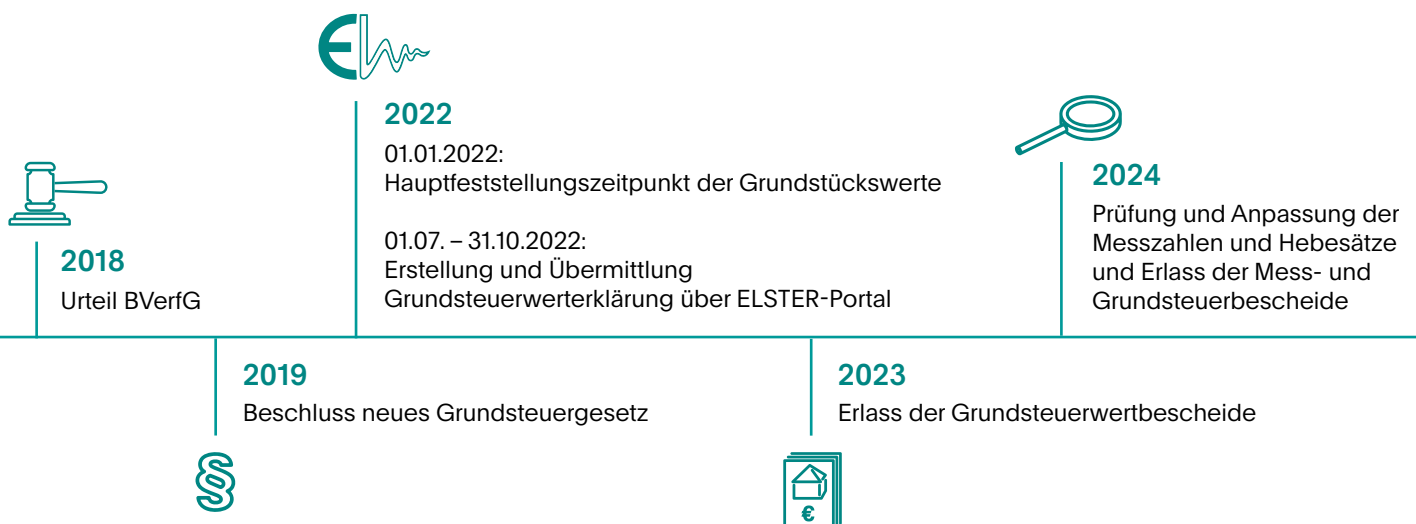 2018
Urteil BVerfG
2019
Beschluss neues Grundsteuergesetz
§
2022
01.01.2022:
Hauptfeststellungszeitpunkt der Grundstückswerte
01.07. – 31.10.2022:
Erstellung und Übermittlung
Grundsteuerwerterklärung über ELSTER-Portal
2023
Erlass der Grundsteuerwertbescheide
€
2024
Prüfung und Anpassung der
Messzahlen und Hebesätze
und Erlass der Mess- und
Grundsteuerbescheide